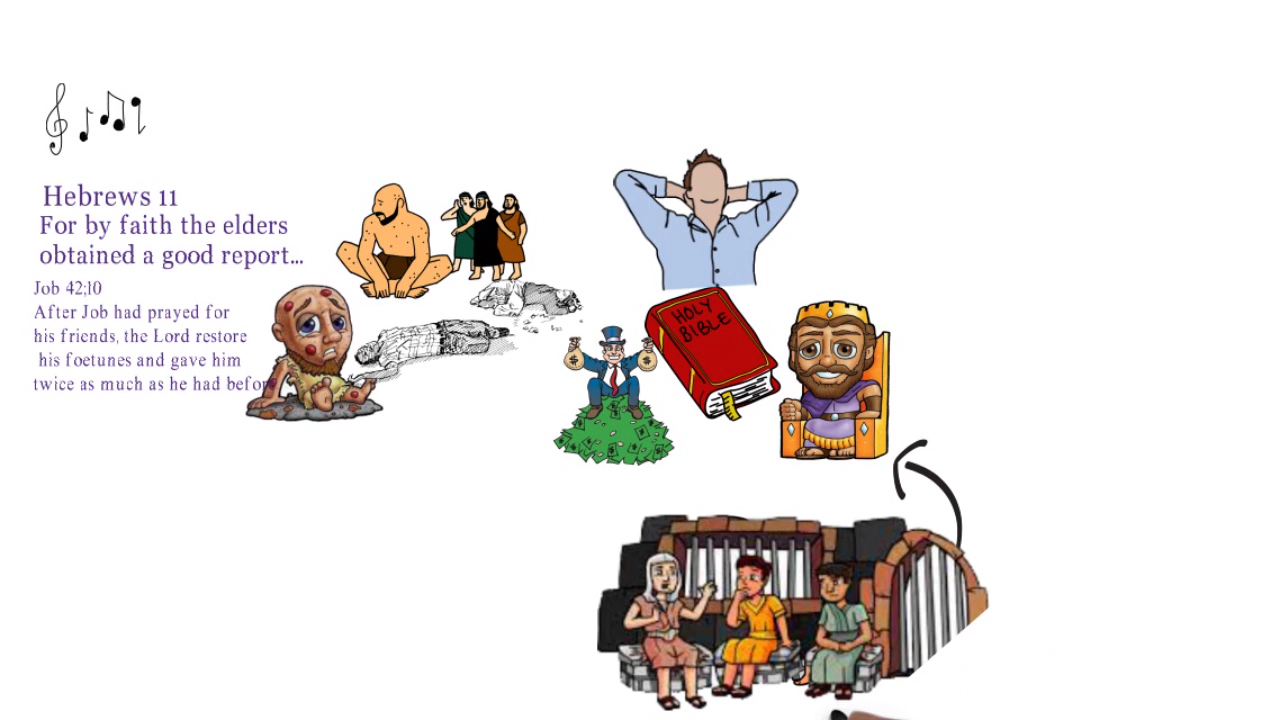 Hebrews 11
For by faith the elders
obtained a good report...
Job 42;10
After Job had prayed for
his friends, the Lord restore
his foetunes and gave him
twice as much as he had before
HOLY
BIBLE